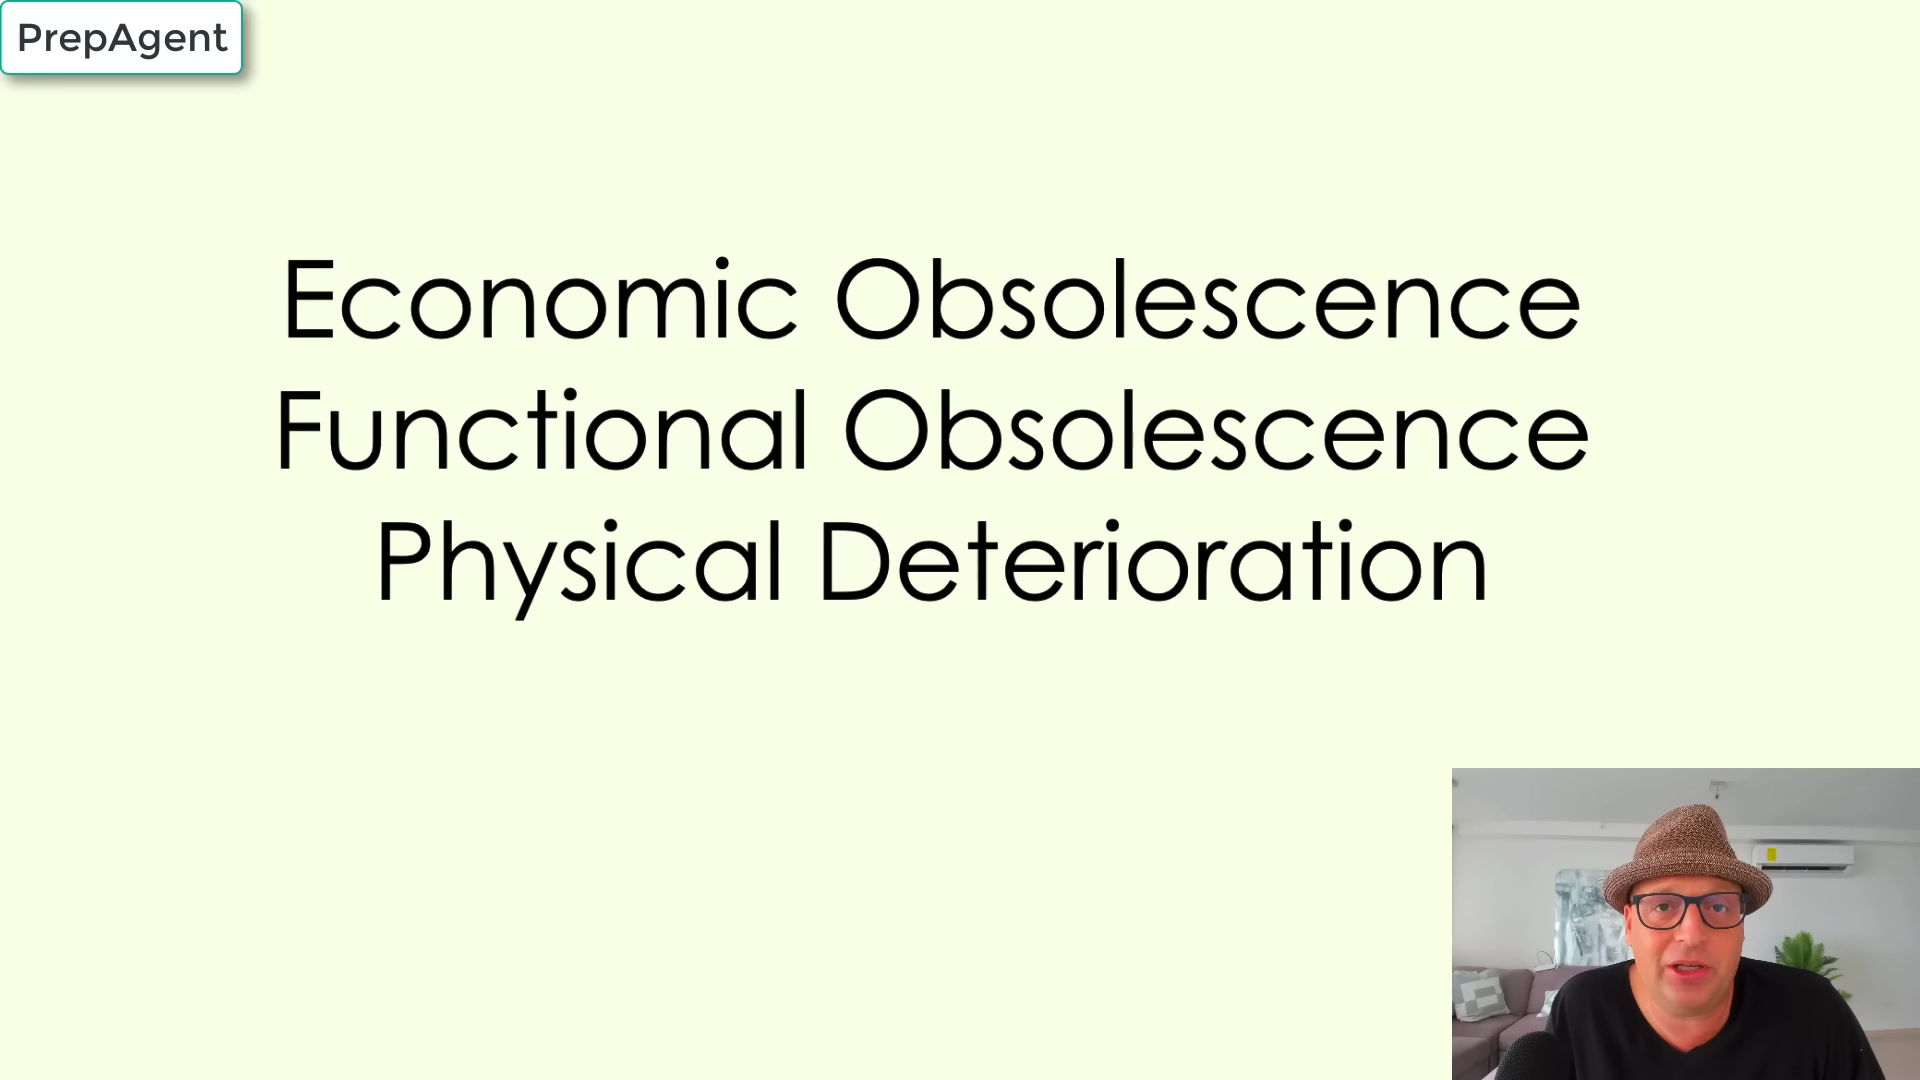 PrepAgent
Economic Obsolescence
Functional Obsolescence
Physical Deterioration